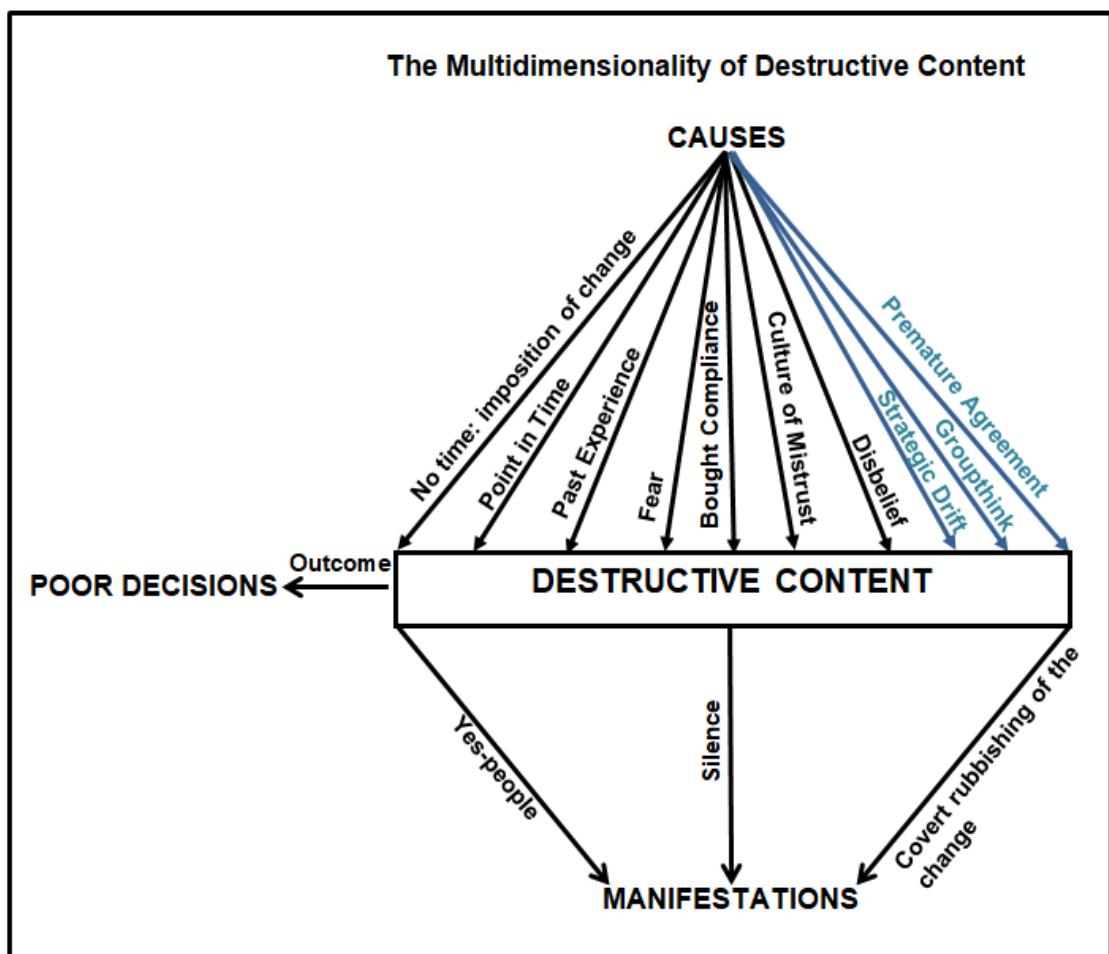 The Multidimensionality of Destructive Content
CAUSES
No time: imposition of change
Point in Time
Past Experience
Fear
Bought Compliance
Culture of Mistrust
Disbelief
Strategic Drift
Groupthink
Premature Agreement
Outcome
POOR DECISIONS
DESTRUCTIVE CONTENT
Yes-people
Silence
Covert rubbishing of the
change
MANIFESTATIONS